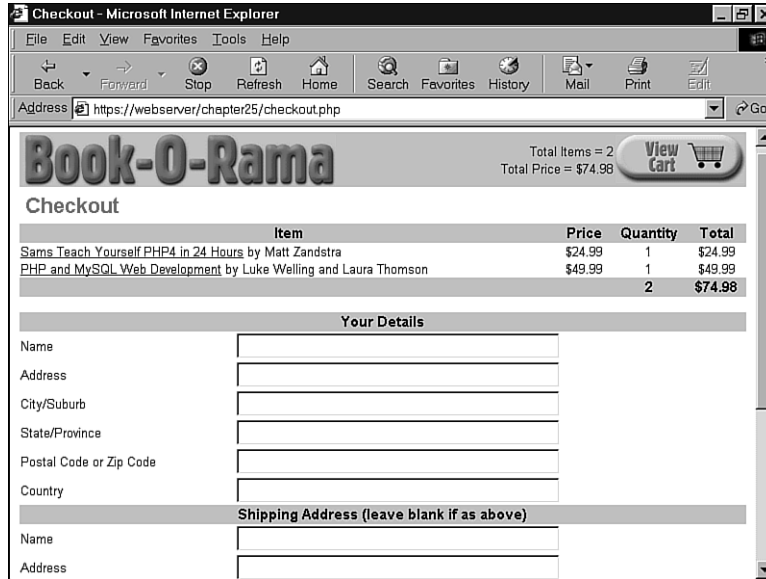 Checkout - Microsoft Internet Explorer
File Edit View Favorites Tools Help
Back Forward Stop Refresh Home Search Favorites History Mail Print Edit
Address https://webserver/chapter25/checkout.php Go
Book-O-Rama
Total Items = 2
Total Price = $74.98
View
Cart
Checkout
Item Price Quantity Total
Sams Teach Yourself PHP4 in 24 Hours by Matt Zandstra $24.99 1 $24.99
PHP and MySQL Web Development by Luke Welling and Laura Thomson $49.99 1 $49.99
2 $74.98
Your Details
Name
Address
City/Suburb
State/Province
Postal Code or Zip Code
Country
Shipping Address (leave blank if as above)
Name
Address